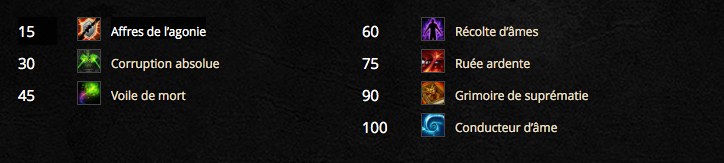 15 Affres de l'agonie
30 Corruption absolue
45 Voile de mort
60 Récolte d'âmes
75 Ruée ardente
90 Grimoire de suprématie
100 Conducteur d'âme